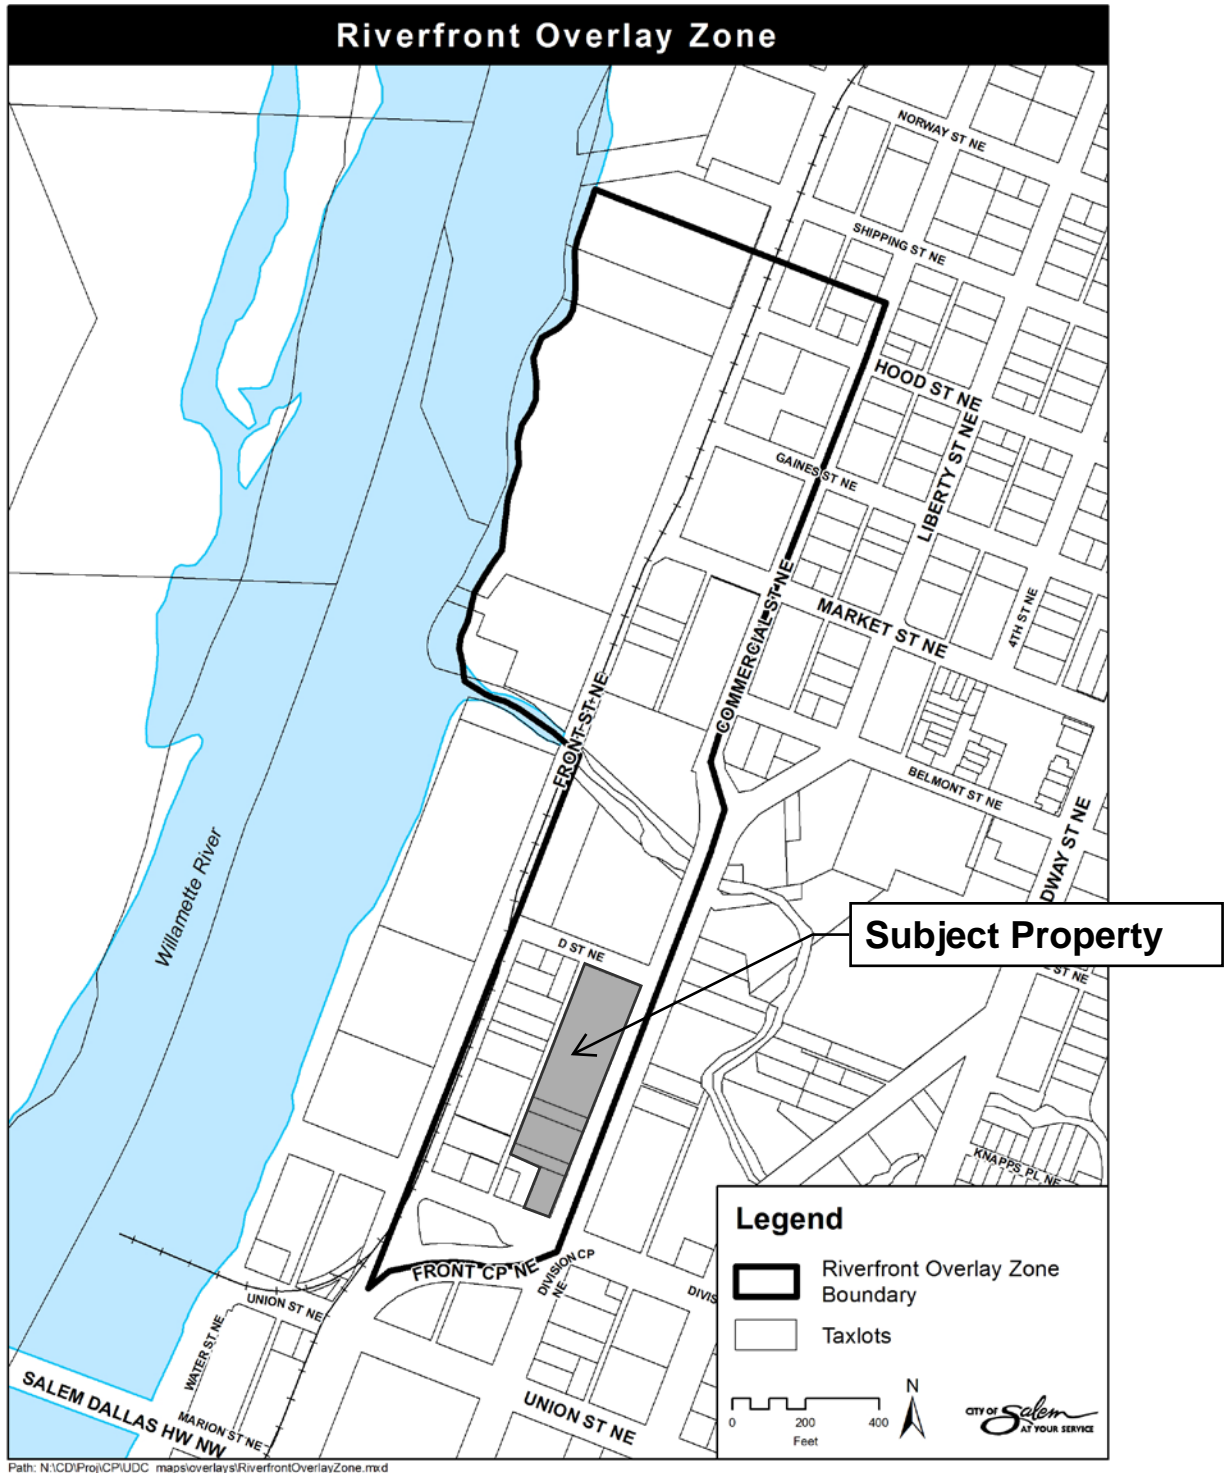 Riverfront Overlay Zone
NORWAY ST NE
SHIPPING ST NE
HOOD ST NE
LIBERTY ST NE
GAINES ST NE
4TH ST NE
COMMERCIAL ST NE
MARKET ST NE
FRONT ST NE
BELMONT ST NE
DWAY ST NE
Willamette River
Subject Property
D ST NE
ST NE
KNAPPS PL NE
FRONT CP NE
DIVISION CP
NE
DIVIS
UNION ST NE
WATER ST NE
SALEM DALLAS HW NW
MARION ST NE
UNION ST NE
Legend
Riverfront Overlay Zone
Boundary
Taxlots
N
0 200 400
Feet
CITY OF Salem
AT YOUR SERVICE
Path: N:\CD\Proj\CP\UDC_maps\overlays\RiverfrontOverlayZone.mxd